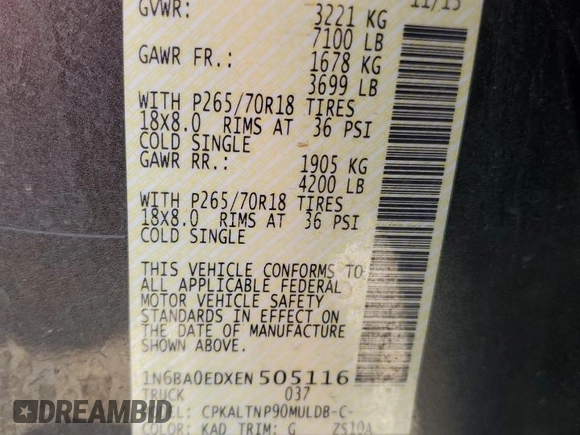 GVWR: 3221 KG
7100 LB
GAWR FR.: 1678 KG
3699 LB
WITH P265/70R18 TIRES
18X8.0 RIMS AT 36 PSI
COLD SINGLE
GAWR RR.: 1905 KG
4200 LB
WITH P265/70R18 TIRES
18X8.0 RIMS AT 36 PSI
COLD SINGLE
THIS VEHICLE CONFORMS TO
ALL APPLICABLE FEDERAL
MOTOR VEHICLE SAFETY
STANDARDS IN EFFECT ON
THE DATE OF MANUFACTURE
SHOWN ABOVE.
1N6BA0EDXEN505116
TRUCK 037
CPKALTNP90MULDB-C-
COLOR: KAD TRIM: G ZS10A
DREAMBID